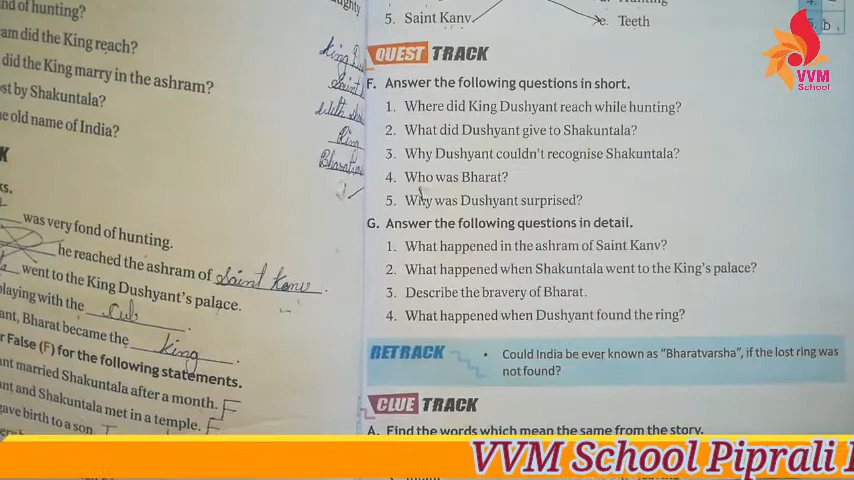 nd of hunting?
am did the King reach?
did the King marry in the ashram?
st by Shakuntala?
e old name of India?
K
ks.
was very fond of hunting.
he reached the ashram of Saint Kanv.
went to the King Dushyant's palace.
playing with the cub.
ant, Bharat became the king.
r False (F) for the following statements.
ant married Shakuntala after a month. F
ant and Shakuntala met in a temple. F
gave birth to a son. T
aughty
King
Saint
With
Ring
5. Saint Kanv
e. Teeth
b.
QUEST TRACK
F. Answer the following questions in short.
1. Where did King Dushyant reach while hunting?
2. What did Dushyant give to Shakuntala?
3. Why Dushyant couldn't recognise Shakuntala?
4. Who was Bharat?
5. Why was Dushyant surprised?
G. Answer the following questions in detail.
1. What happened in the ashram of Saint Kanv?
2. What happened when Shakuntala went to the King's palace?
3. Describe the bravery of Bharat.
4. What happened when Dushyant found the ring?
RETRACK
• Could India be ever known as "Bharatvarsha", if the lost ring was
not found?
CLUE TRACK
A. Find the words which mean the same from the story.
VVM
School
VVM School Piprali